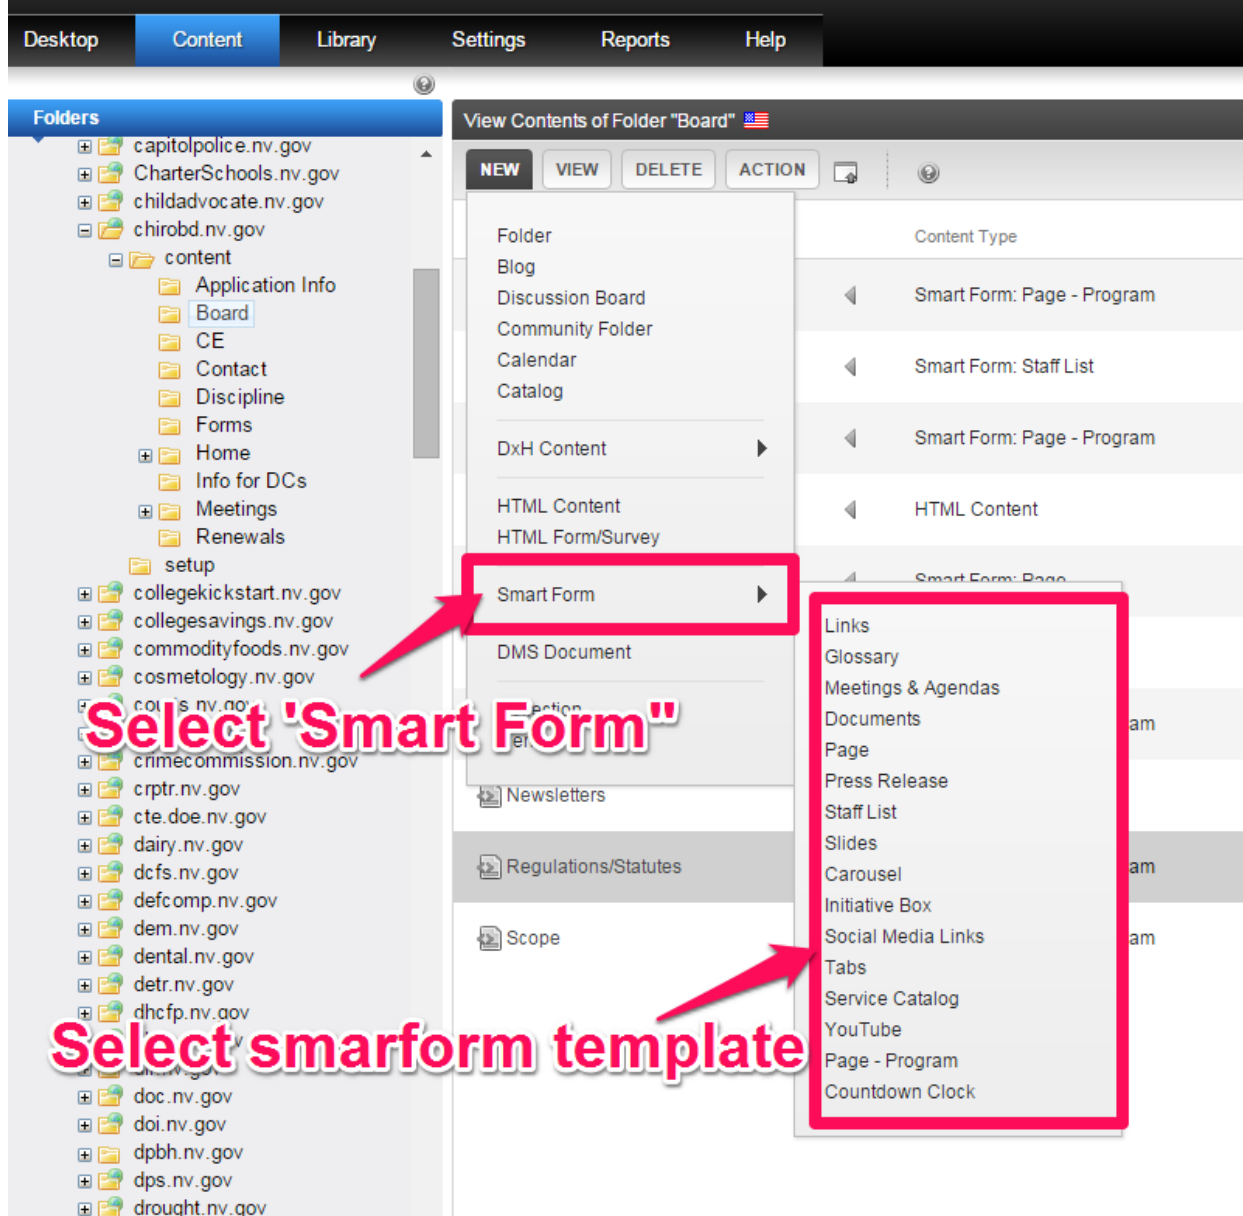 Desktop Content Library Settings Reports Help
Folders
capitolpolice.nv.gov
CharterSchools.nv.gov
childadvocate.nv.gov
chirobd.nv.gov
content
Application Info
Board
CE
Contact
Discipline
Forms
Home
Info for DCs
Meetings
Renewals
setup
collegekickstart.nv.gov
collegesavings.nv.gov
commodityfoods.nv.gov
cosmetology.nv.gov
crimecommission.nv.gov
crptr.nv.gov
cte.doe.nv.gov
dairy.nv.gov
dcfs.nv.gov
defcomp.nv.gov
dem.nv.gov
dental.nv.gov
detr.nv.gov
dhcfp.nv.gov
doc.nv.gov
doi.nv.gov
dpbh.nv.gov
dps.nv.gov
drought.nv.gov
View Contents of Folder "Board"
NEW VIEW DELETE ACTION
Folder
Blog
Discussion Board
Community Folder
Calendar
Catalog
DxH Content
HTML Content
HTML Form/Survey
Smart Form
DMS Document
Select 'Smart Form"
Newsletters
Regulations/Statutes
Scope
Select smarform template
Content Type
Smart Form: Page - Program
Smart Form: Staff List
Smart Form: Page - Program
HTML Content
Smart Form: Page
am
am
am
Links
Glossary
Meetings & Agendas
Documents
Page
Press Release
Staff List
Slides
Carousel
Initiative Box
Social Media Links
Tabs
Service Catalog
YouTube
Page - Program
Countdown Clock